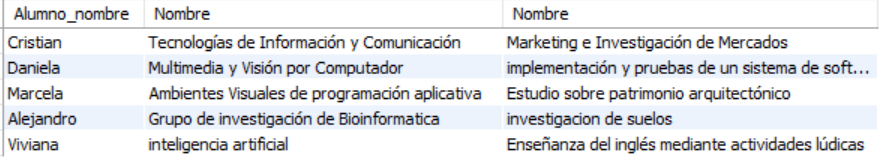 Alumno_nombre Nombre Nombre
Cristian Tecnologías de Información y Comunicación Marketing e Investigación de Mercados
Daniela Multimedia y Visión por Computador implementación y pruebas de un sistema de soft...
Marcela Ambientes Visuales de programación aplicativa Estudio sobre patrimonio arquitectónico
Alejandro Grupo de investigación de Bioinformatica investigacion de suelos
Viviana inteligencia artificial Enseñanza del inglés mediante actividades lúdicas